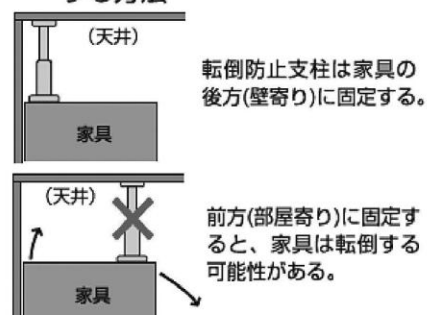 する方法
(天井)
転倒防止支柱は家具の
後方(壁寄り)に固定する。
家具
(天井)
前方(部屋寄り)に固定す
ると、家具は転倒する
可能性がある。
家具